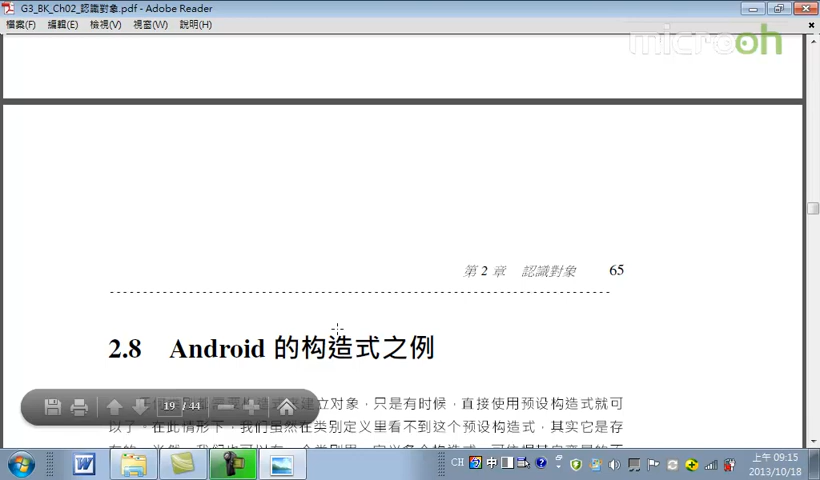 G3_BK_Ch02_認識對象.pdf - Adobe Reader
檔案(F) 編輯(E) 檢視(V) 視窗(W) 說明(H)
microoh
第 2 章 認識對象 65
2.8 Android 的构造式之例
建立对象，只是有时候，直接使用预设构造式就可
19 / 44
以了。在此情形下，我们虽然在类别定义里看不到这个预设构造式，其实它是存
CH 中
上午 09:15
2013/10/18